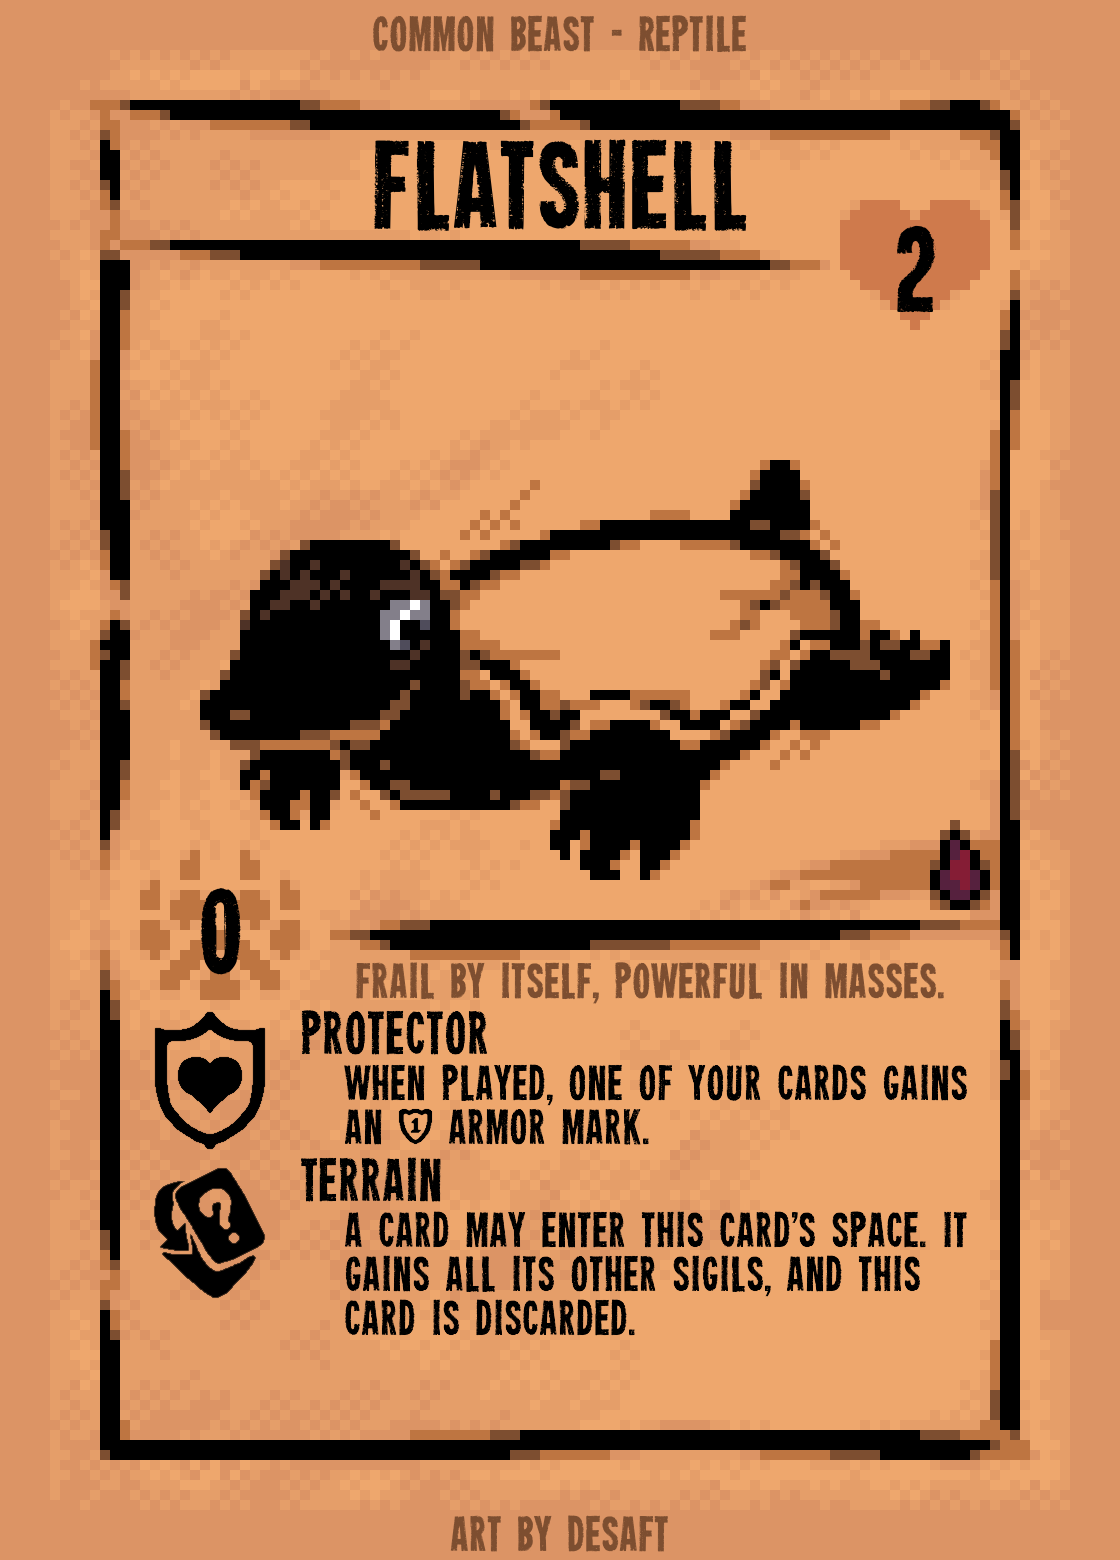 COMMON BEAST - REPTILE
FLATSHELL
2
0
FRAIL BY ITSELF, POWERFUL IN MASSES.
PROTECTOR
WHEN PLAYED, ONE OF YOUR CARDS GAINS
AN 1 ARMOR MARK.
?
TERRAIN
A CARD MAY ENTER THIS CARD'S SPACE. IT
GAINS ALL ITS OTHER SIGILS, AND THIS
CARD IS DISCARDED.
ART BY DESAFT